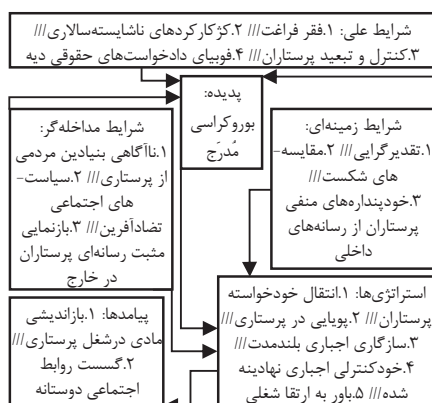 شرایط علی: ۱.فقر فراغت/// ۲.کژکارکردهای ناشایسته‌سالاری///
۳.کنترل و تبعید پرستاران/// ۴.فوبیای دادخواست‌های حقوقی دیه
پدیده:
بوروکراسی
مُدرَج
شرایط زمینه‌ای:
۱.تقدیرگرایی/// ۲.مقایسه-
های شکست///
۳.خودپنداره‌های منفی
پرستاران از رسانه‌های
داخلی
شرایط مداخله‌گر:
۱.ناآگاهی بنیادین مردمی
از پرستاری/// ۲.سیاست-
های اجتماعی
تضادآفرین/// ۳.بازنمایی
مثبت رسانه‌ای پرستاران
در خارج
استراتژی‌ها: ۱.انتقال خودخواسته
پرستاران/// ۲.پویایی در پرستاری///
۳.سازگاری اجباری بلندمدت///
۴.خودکنترلی اجباری نهادینه
شده/// ۵.باور به ارتقا شغلی
پیامدها: ۱.بازاندیشی
مادی درشغل پرستاری///
۲.گسست روابط
اجتماعی دوستانه